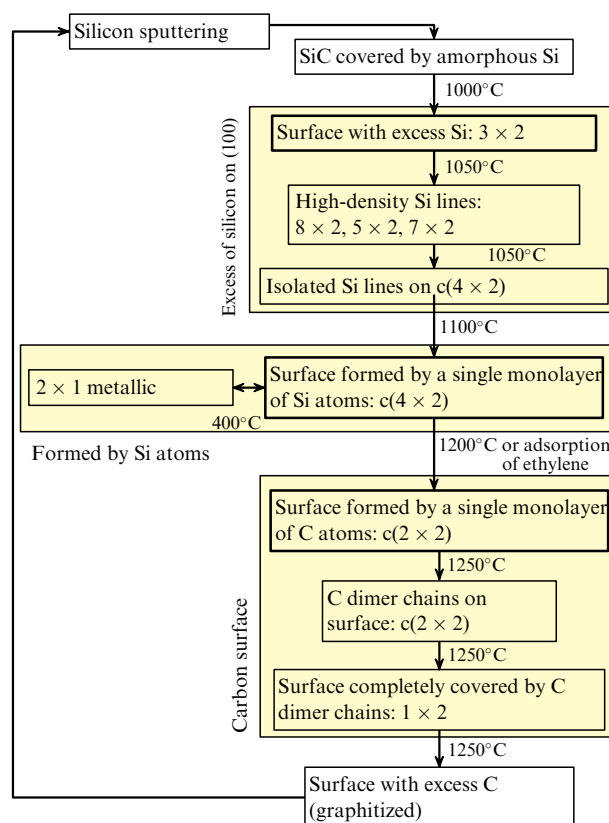 Silicon sputtering
SiC covered by amorphous Si
1000°C
Excess of silicon on (100)
Surface with excess Si: 3 × 2
1050°C
High-density Si lines:
8 × 2, 5 × 2, 7 × 2
1050°C
Isolated Si lines on c(4 × 2)
1100°C
2 × 1 metallic
Surface formed by a single monolayer
of Si atoms: c(4 × 2)
400°C
Formed by Si atoms
1200°C or adsorption
of ethylene
Carbon surface
Surface formed by a single monolayer
of C atoms: c(2 × 2)
1250°C
C dimer chains on
surface: c(2 × 2)
1250°C
Surface completely covered by C
dimer chains: 1 × 2
1250°C
Surface with excess C
(graphitized)